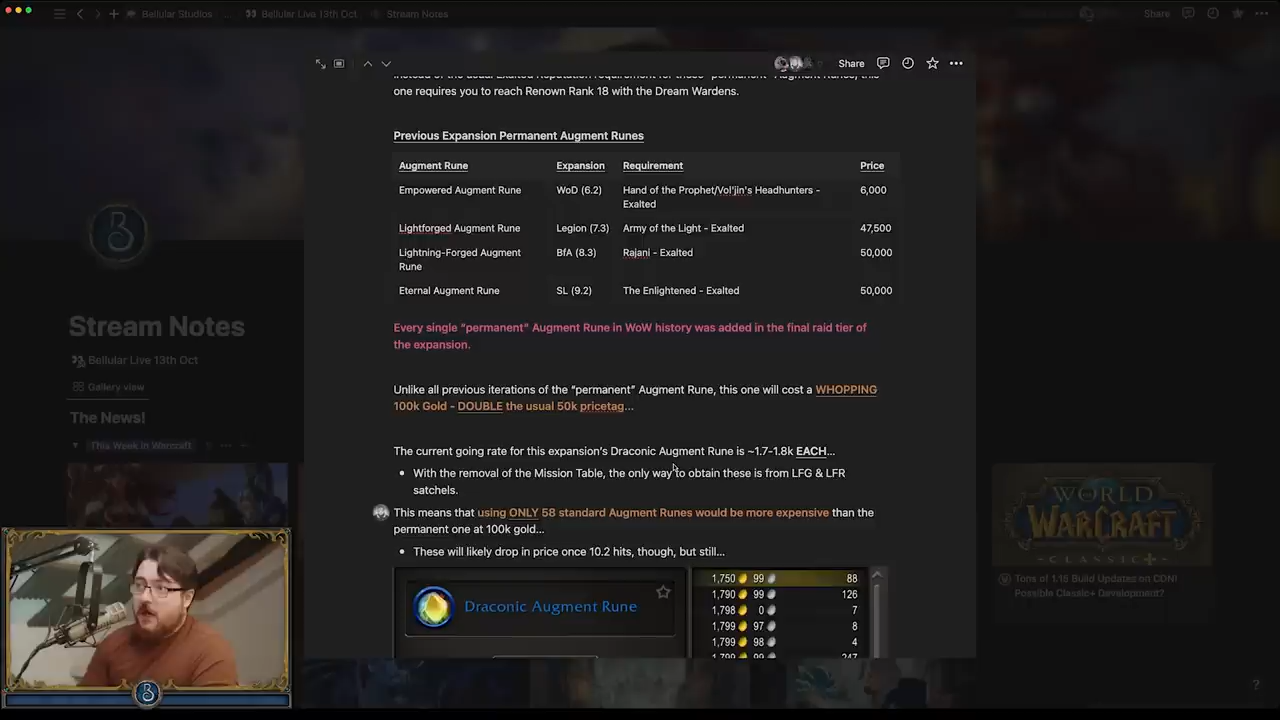 Bellular Studios ... Bellular Live 13th Oct Stream Notes
Share
Share
Instead of the usual Exalted Reputation requirement for these "permanent" Augment Runes, this
one requires you to reach Renown Rank 18 with the Dream Wardens.
Previous Expansion Permanent Augment Runes
Augment Rune Expansion Requirement Price
Empowered Augment Rune WoD (6.2) Hand of the Prophet/Vol'jin's Headhunters - 6,000
Exalted
Lightforged Augment Rune Legion (7.3) Army of the Light - Exalted 47,500
Lightning-Forged Augment BfA (8.3) Rajani - Exalted 50,000
Rune
Eternal Augment Rune SL (9.2) The Enlightened - Exalted 50,000
Every single "permanent" Augment Rune in WoW history was added in the final raid tier of
the expansion.
Unlike all previous iterations of the "permanent" Augment Rune, this one will cost a WHOPPING
100k Gold - DOUBLE the usual 50k pricetag...
The current going rate for this expansion's Draconic Augment Rune is ~1.7-1.8k EACH...
• With the removal of the Mission Table, the only way to obtain these is from LFG & LFR
satchels.
This means that using ONLY 58 standard Augment Runes would be more expensive than the
permanent one at 100k gold...
• These will likely drop in price once 10.2 hits, though, but still...
Draconic Augment Rune
1,750 99 88
1,790 99 126
1,798 0 7
1,799 97 8
1,799 98 4
1,799 99 247
Stream Notes
Bellular Live 13th Oct
Gallery view
The News!
This Week in Warcraft
WORLD
OF
WARCRAFT
CLASSIC+
Tons of 1.15 Build Updates on CDN!
Possible Classic+ Development?
B
B
?